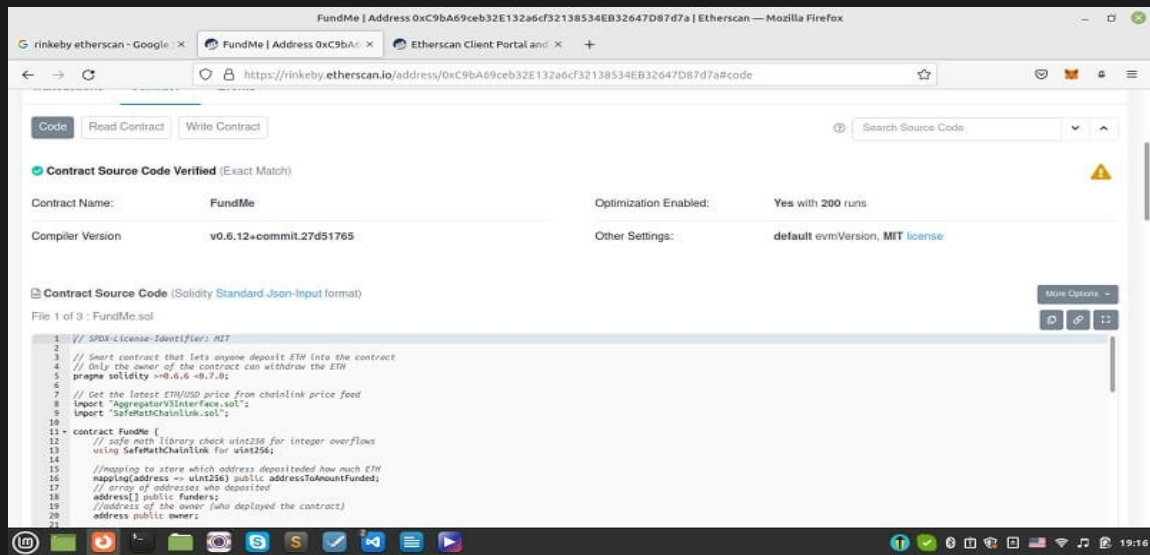 FundMe | Address 0xC9bA69ceb32E132a6cf32138534EB32647D87d7a | Etherscan — Mozilla Firefox
rinkeby etherscan - Google
FundMe | Address 0xC9bA
Etherscan Client Portal and
https://rinkeby.etherscan.io/address/0xC9bA69ceb32E132a6cf32138534EB32647D87d7a#code
Code
Read Contract
Write Contract
Search Source Code
Contract Source Code Verified (Exact Match)
Contract Name:
FundMe
Optimization Enabled:
Yes with 200 runs
Compiler Version
v0.6.12+commit.27d51765
Other Settings:
default evmVersion, MIT license
Contract Source Code (Solidity Standard Json-Input format)
More Options
File 1 of 3 : FundMe.sol
1 // SPDX-License-Identifier: MIT
2
3 // Smart contract that lets anyone deposit ETH into the contract
4 // Only the owner of the contract can withdraw the ETH
5 pragma solidity >=0.6.6 <0.7.0;
6
7 // Get the latest ETH/USD price from chainlink price feed
8 import "AggregatorV3Interface.sol";
9 import "SafeMathChainlink.sol";
10
11 contract FundMe {
12 // safe math library check uint256 for integer overflows
13 using SafeMathChainlink for uint256;
14
15 //mapping to store which address depositeded how much ETH
16 mapping(address => uint256) public addressToAmountFunded;
17 // array of addresses who deposited
18 address[] public funders;
19 //address of the owner (who deployed the contract)
20 address public owner;
21
19:16